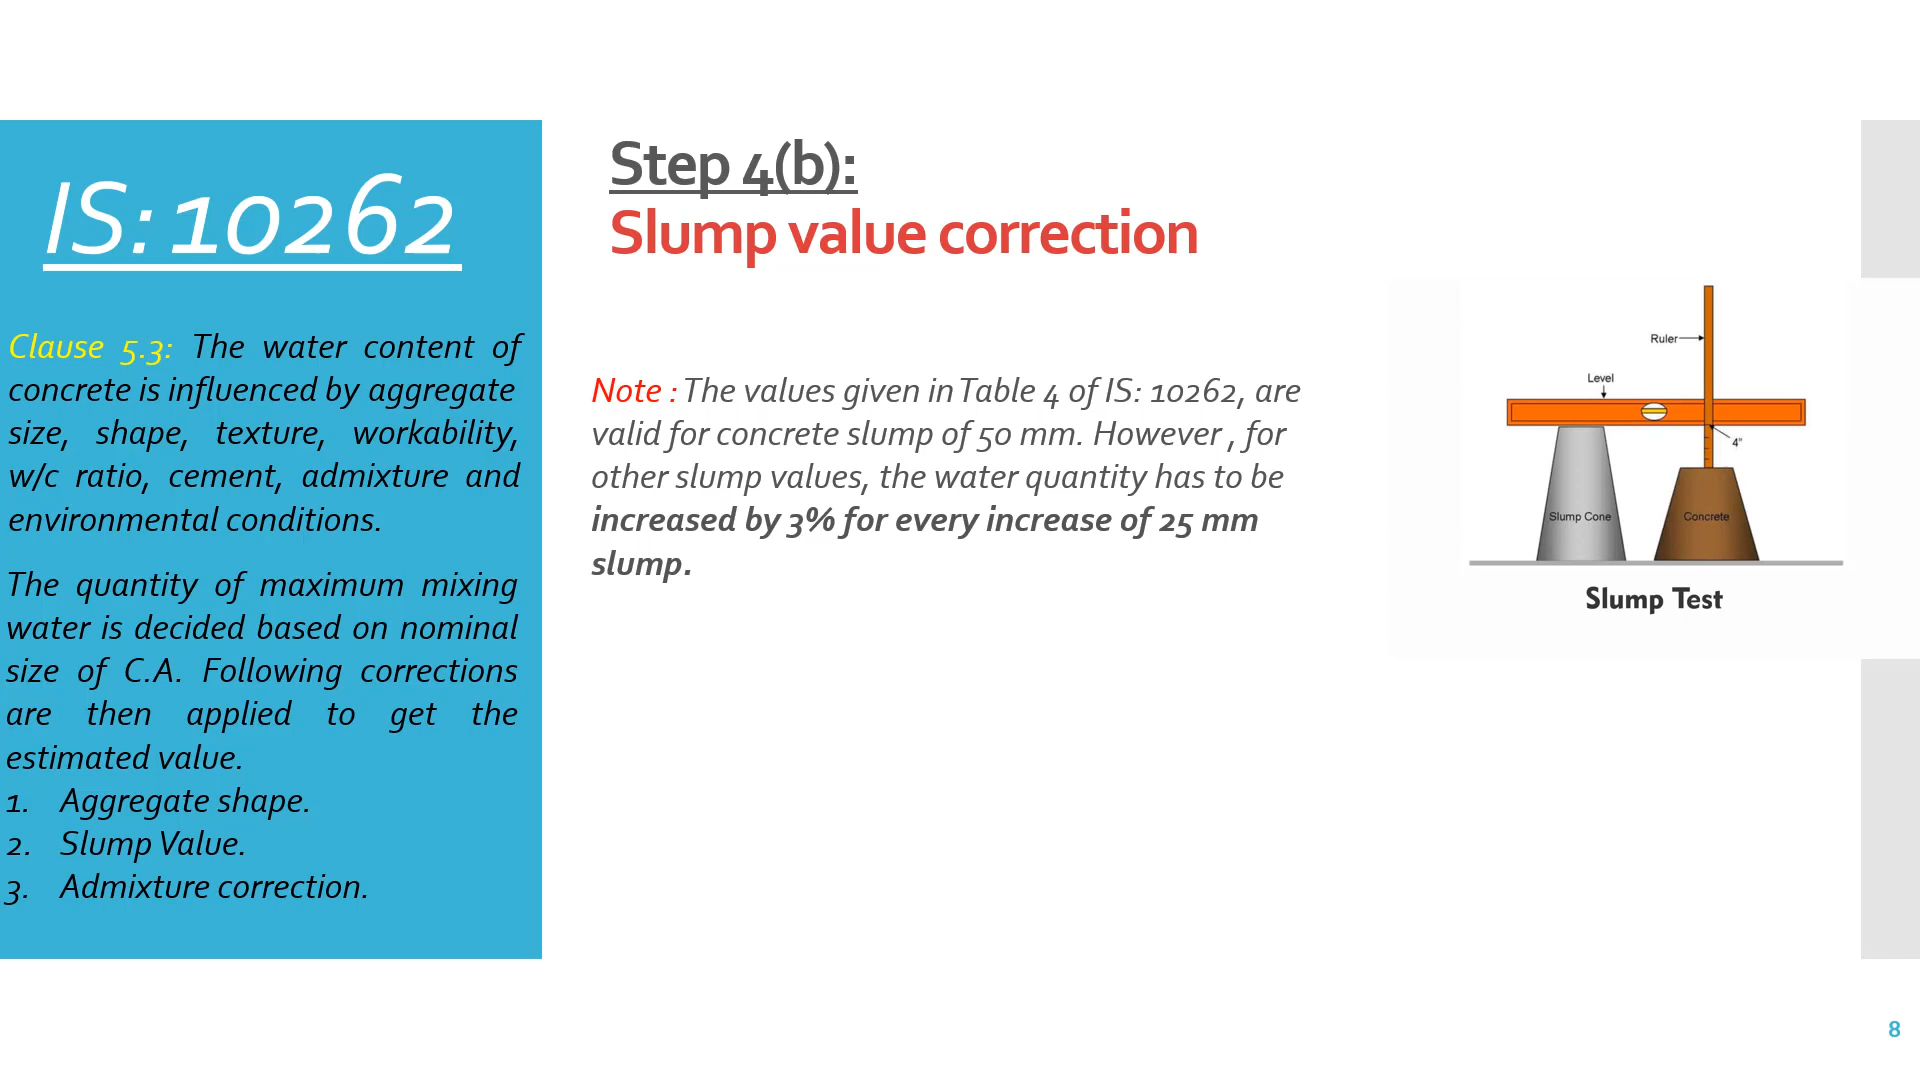 IS: 10262
Clause 5.3: The water content of
concrete is influenced by aggregate
size, shape, texture, workability,
w/c ratio, cement, admixture and
environmental conditions.
The quantity of maximum mixing
water is decided based on nominal
size of C.A. Following corrections
are then applied to get the
estimated value.
1. Aggregate shape.
2. Slump Value.
3. Admixture correction.
Step 4(b):
Slump value correction
Note : The values given in Table 4 of IS: 10262, are
valid for concrete slump of 50 mm. However , for
other slump values, the water quantity has to be
increased by 3% for every increase of 25 mm
slump.
Ruler
Level
4"
Slump Cone
Concrete
Slump Test
8